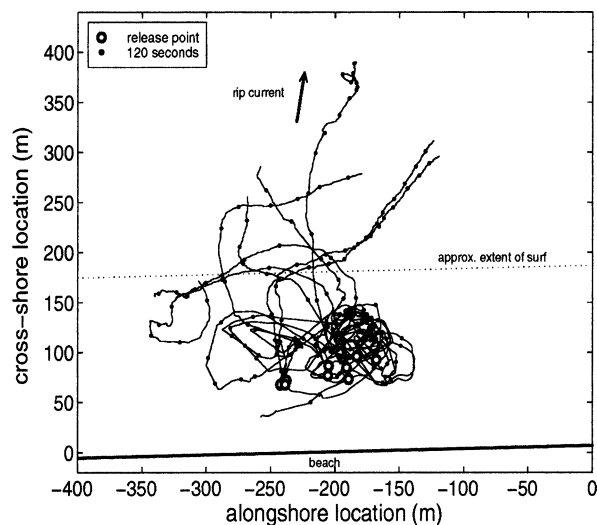 release point
120 seconds
rip current
approx. extent of surf
beach
cross−shore location (m)
400
350
300
250
200
150
100
50
0
−400 −350 −300 −250 −200 −150 −100 −50 0
alongshore location (m)